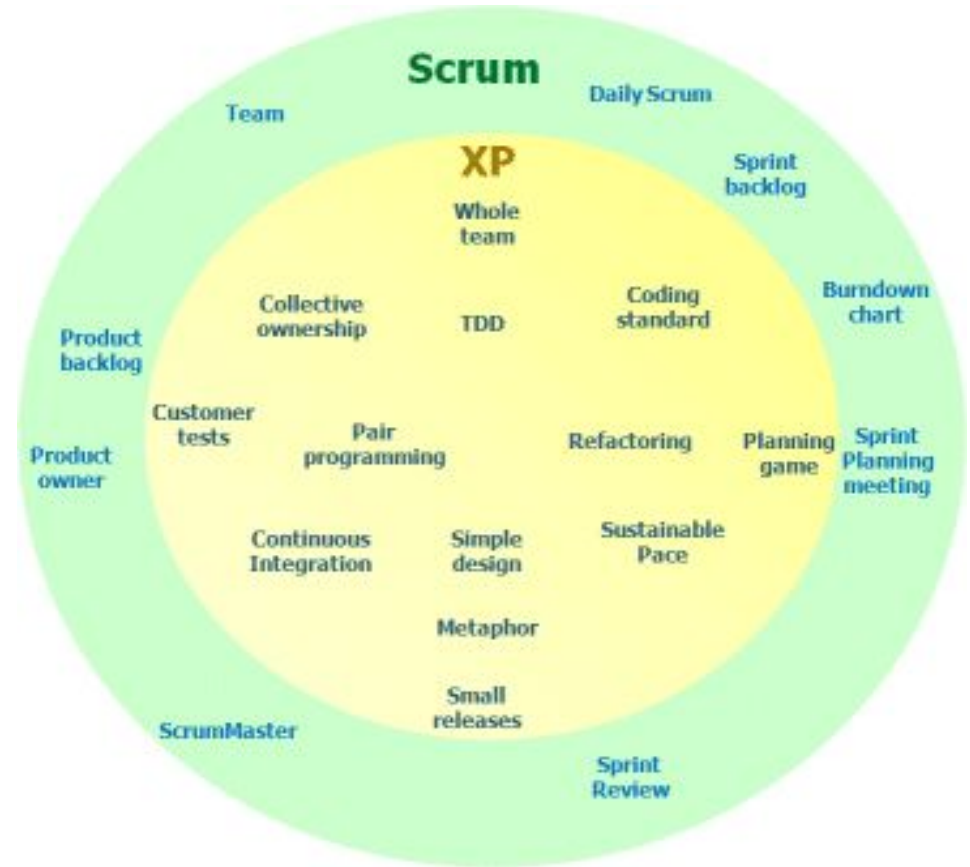 Scrum
Daily Scrum
Team
XP
Sprint
backlog
Whole
team
Collective
ownership
TDD
Coding
standard
Burndown
chart
Product
backlog
Customer
tests
Pair
programming
Refactoring
Planning
game
Sprint
Planning
meeting
Product
owner
Continuous
Integration
Simple
design
Sustainable
Pace
Metaphor
Small
releases
ScrumMaster
Sprint
Review